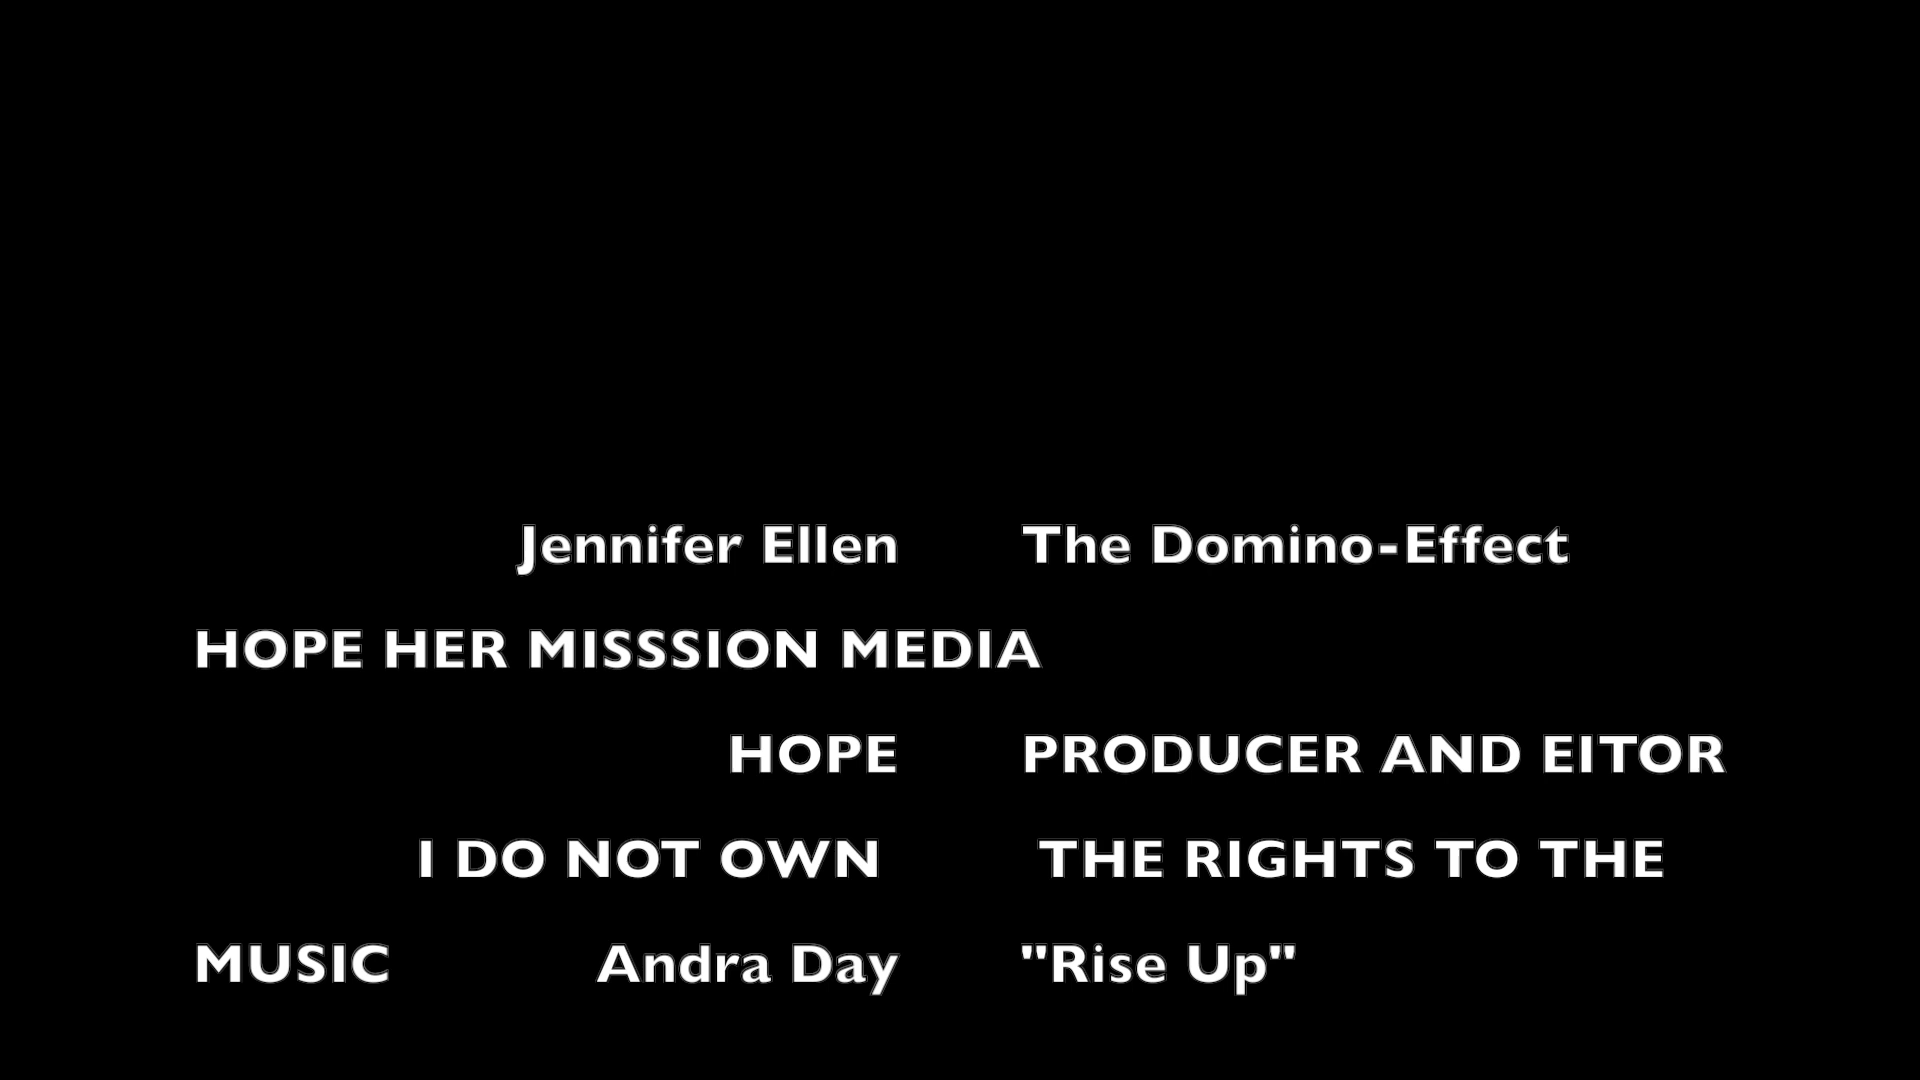 Jennifer Ellen The Domino-Effect
HOPE HER MISSSION MEDIA
HOPE PRODUCER AND EITOR
I DO NOT OWN THE RIGHTS TO THE
MUSIC Andra Day "Rise Up"